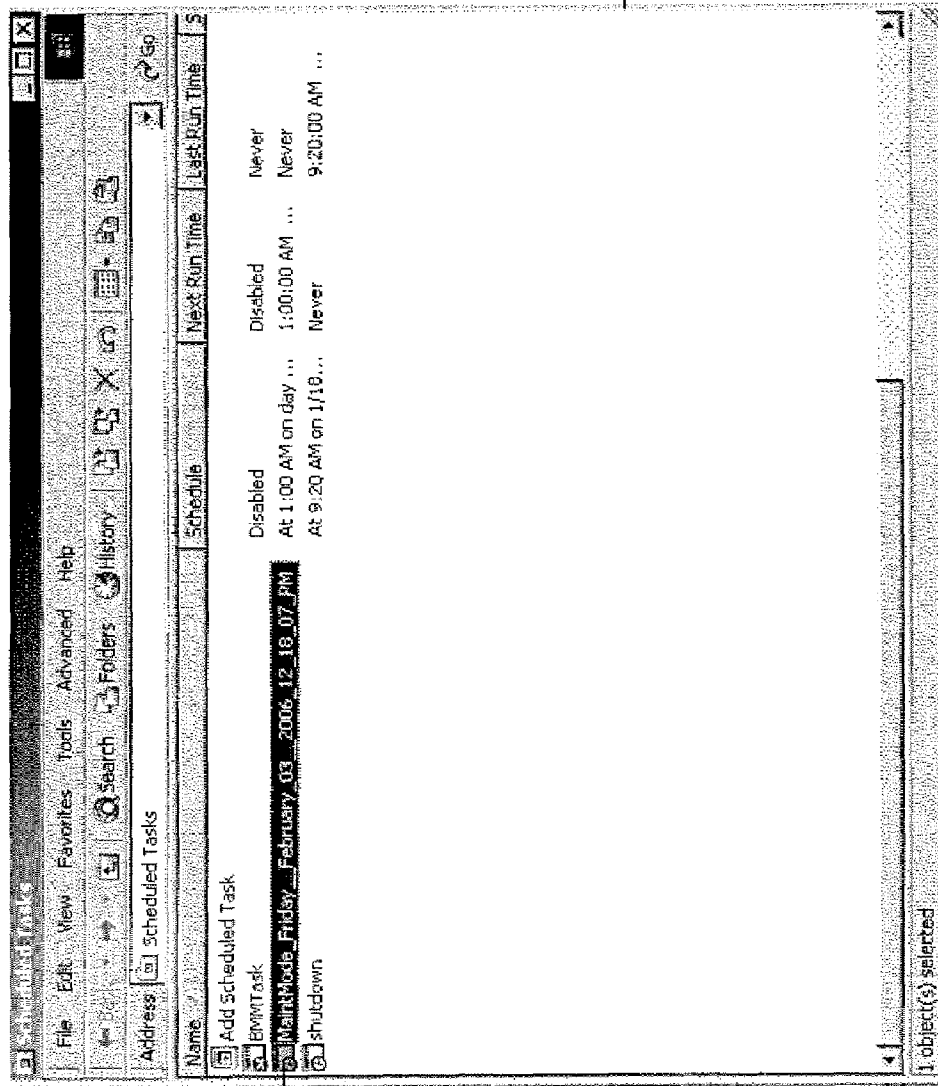 Scheduled Tasks
File Edit View Favorites Tools Advanced Help
Back Search Folders History
Address Scheduled Tasks Go
Name Schedule Next Run Time Last Run Time S
Add Scheduled Task
BMMTask Disabled Disabled Never
MaintMode_Friday__February_03__2006_12_18_07_PM At 1:00 AM on day ... 1:00:00 AM ... Never
shutdown At 9:20 AM on 1/18... Never 9:20:00 AM ...
1 object(s) selected